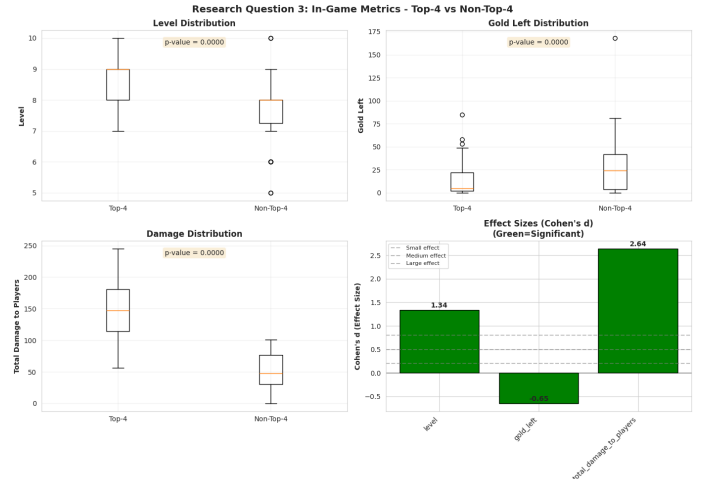 Research Question 3: In-Game Metrics - Top-4 vs Non-Top-4
Level Distribution
p-value = 0.0000
Level
10
9
8
7
6
5
Top-4
Non-Top-4
Gold Left Distribution
p-value = 0.0000
Gold Left
175
150
125
100
75
50
25
0
Top-4
Non-Top-4
Damage Distribution
p-value = 0.0000
Total Damage to Players
250
200
150
100
50
0
Top-4
Non-Top-4
Effect Sizes (Cohen's d)
(Green=Significant)
Small effect
Medium effect
Large effect
Cohen's d (Effect Size)
2.5
2.0
1.5
1.0
0.5
0.0
−0.5
1.34
-0.65
2.64
level
gold_left
total_damage_to_players